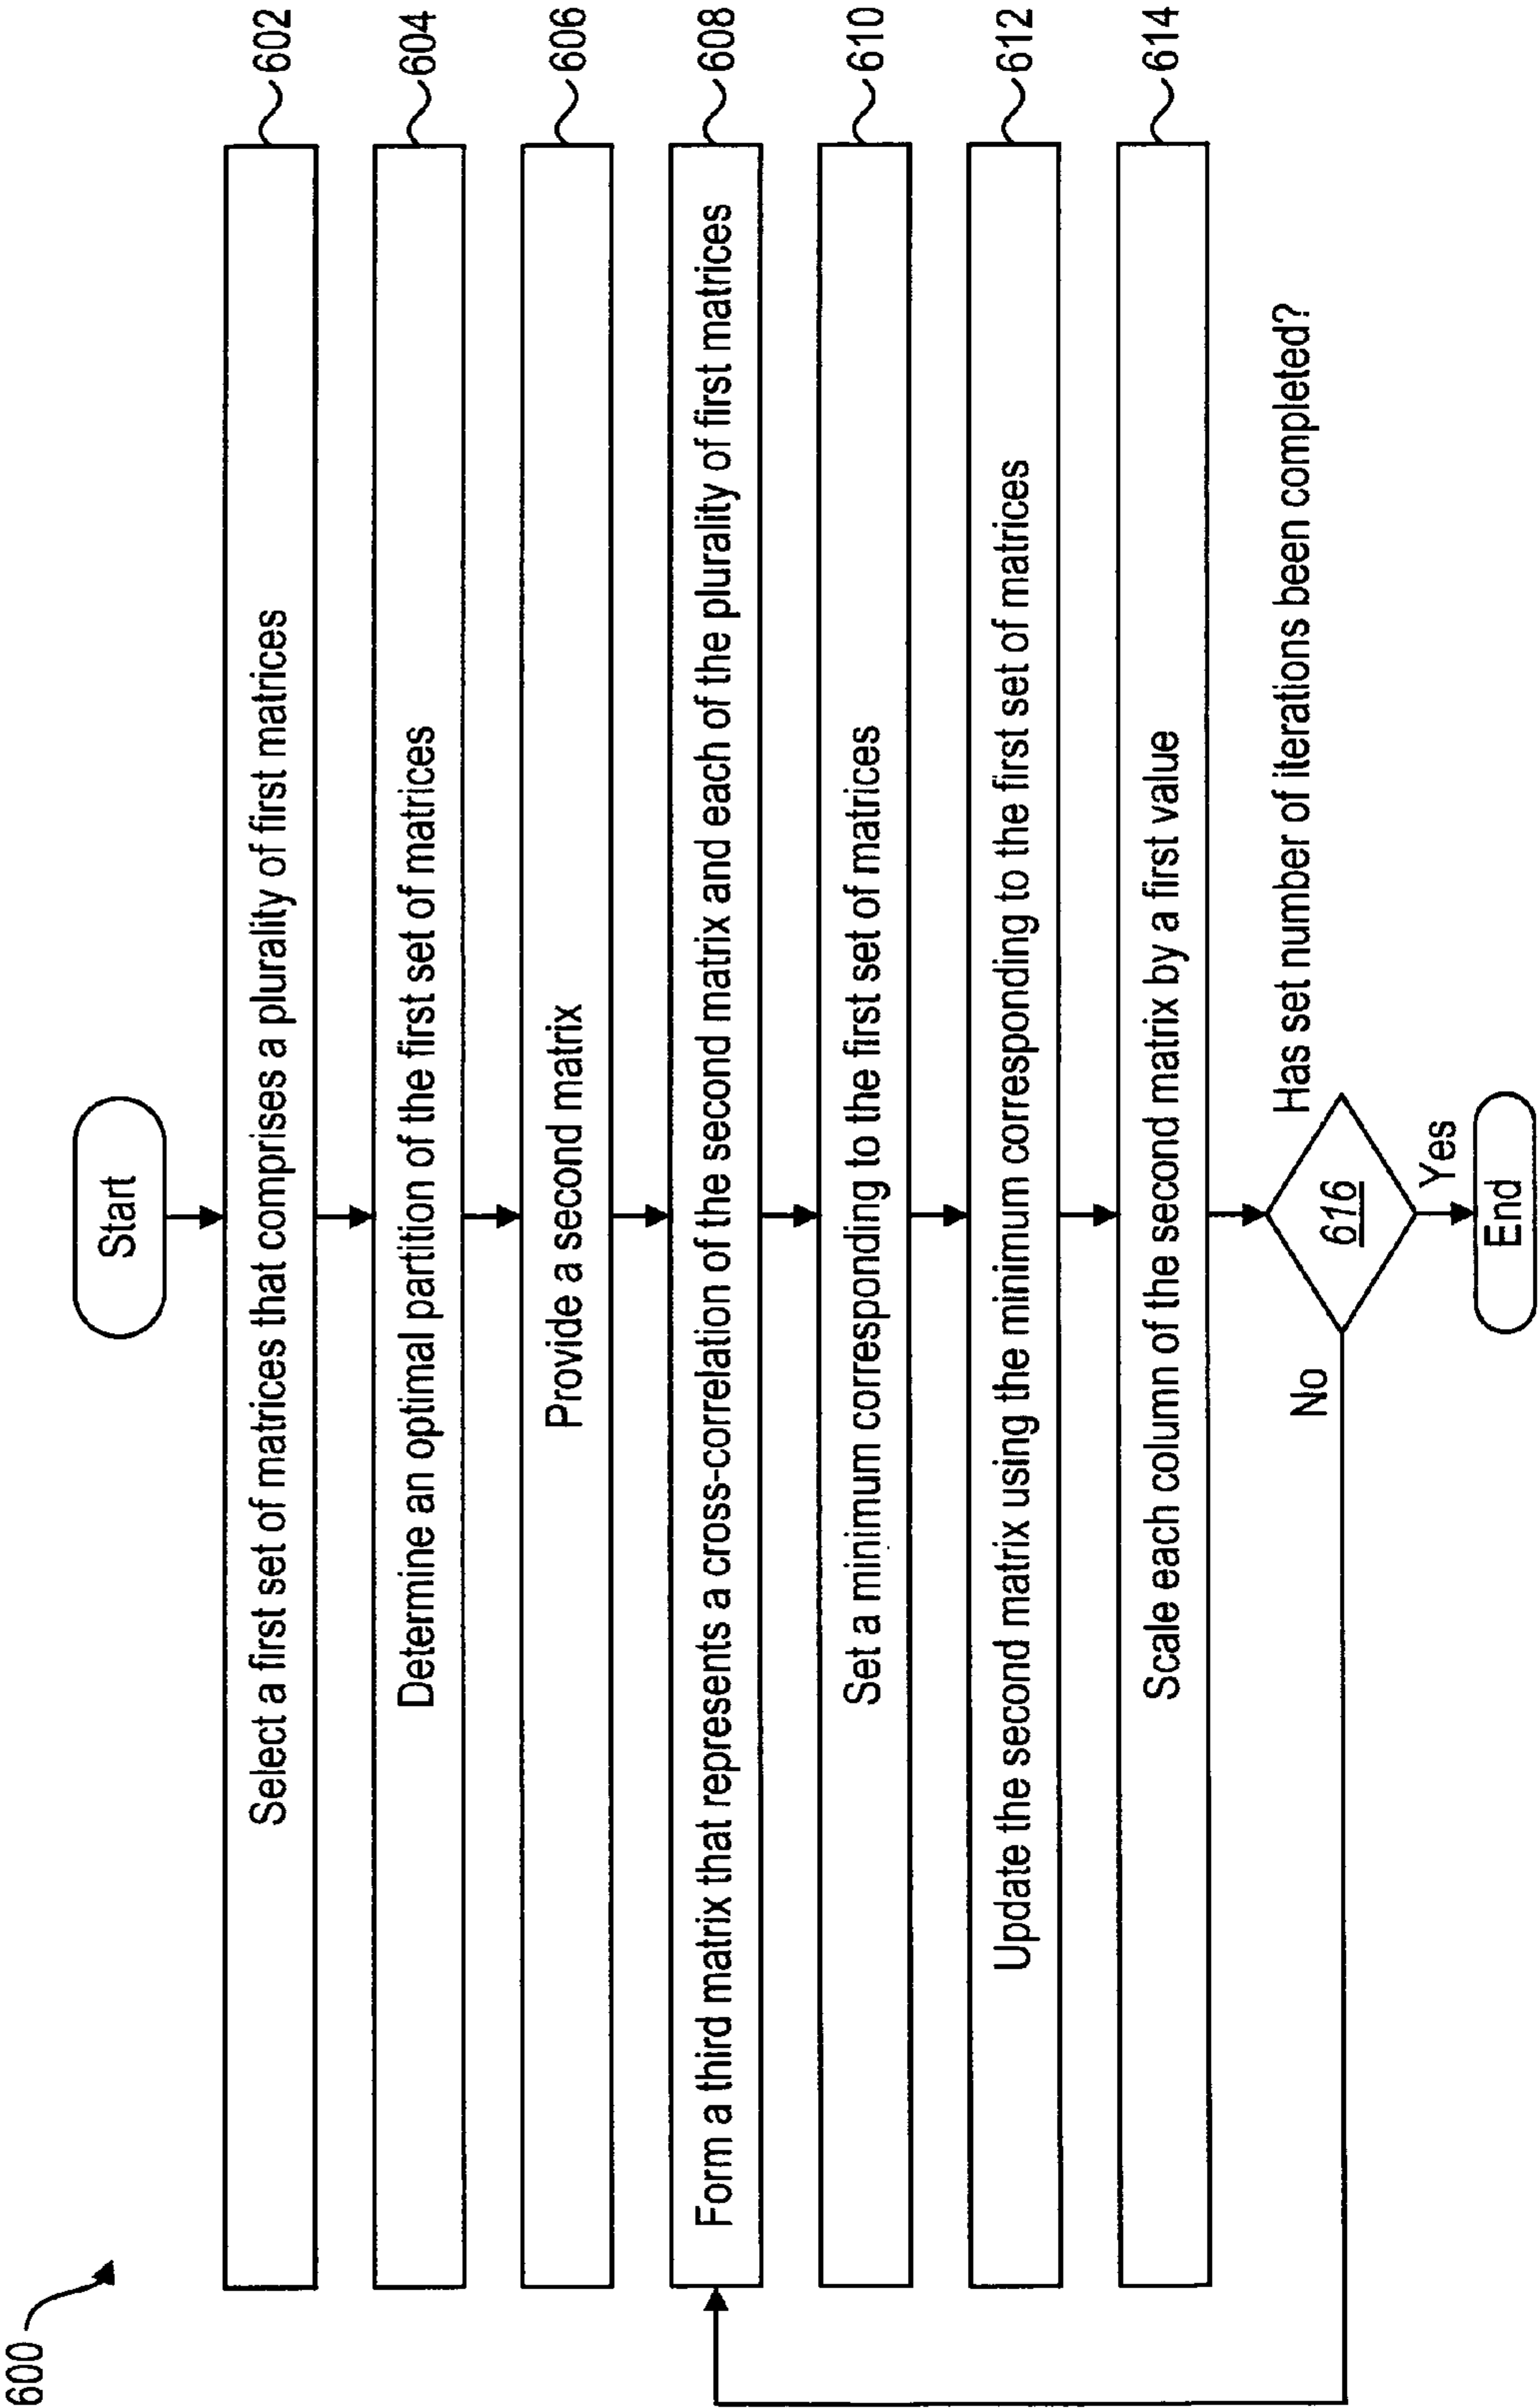 600
Start
Select a first set of matrices that comprises a plurality of first matrices
602
Determine an optimal partition of the first set of matrices
604
Provide a second matrix
606
Form a third matrix that represents a cross-correlation of the second matrix and each of the plurality of first matrices
608
Set a minimum corresponding to the first set of matrices
610
Update the second matrix using the minimum corresponding to the first set of matrices
612
Scale each column of the second matrix by a first value
614
Has set number of iterations been completed?
616
No
Yes
End